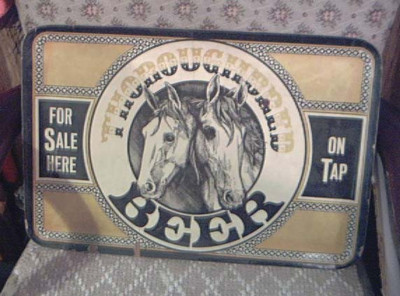 THOROUGHBRED
FOR
SALE
HERE
ON
TAP
BEER